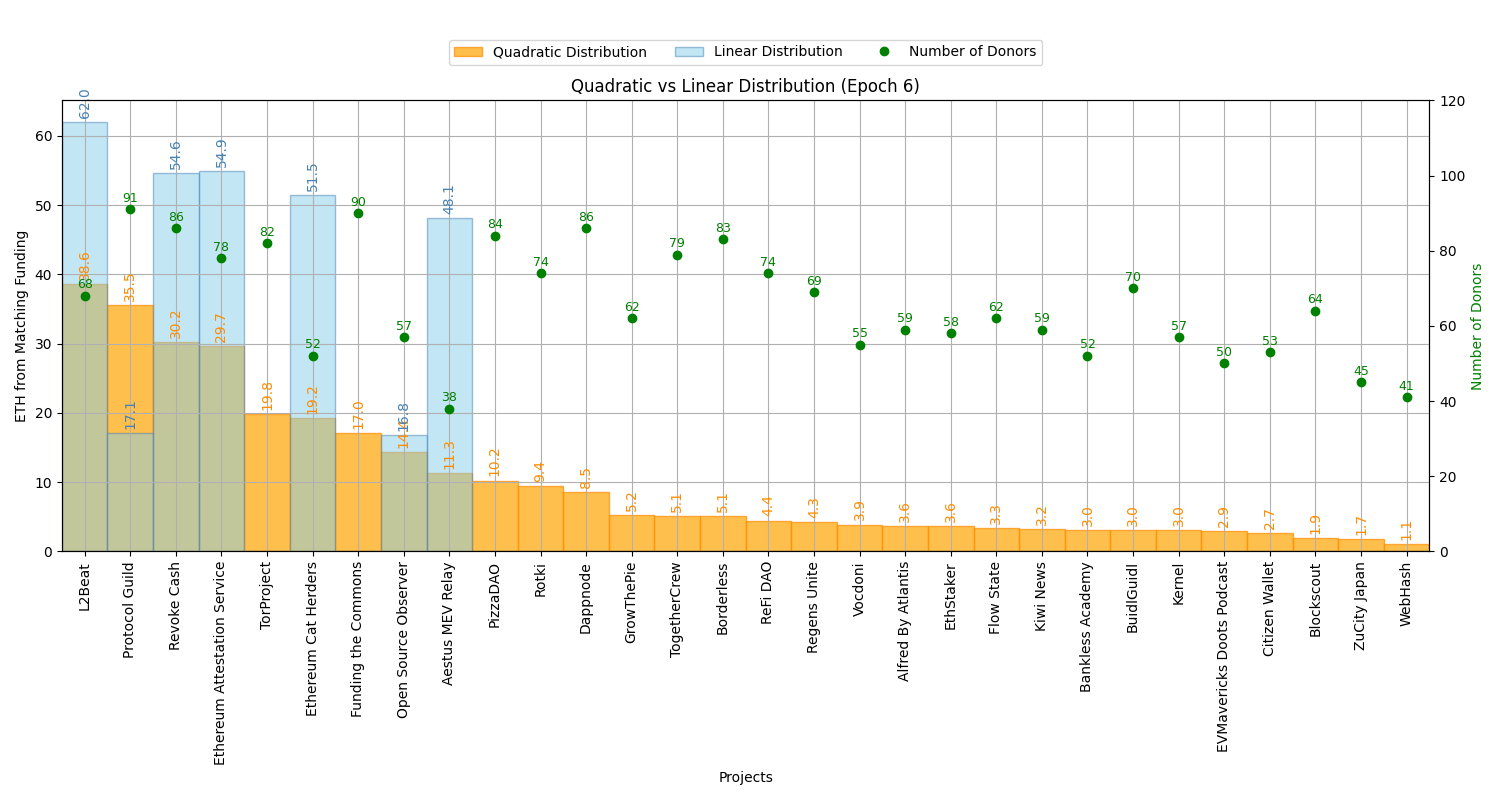 Quadratic Distribution
Linear Distribution
Number of Donors
Quadratic vs Linear Distribution (Epoch 6)
ETH from Matching Funding
60
50
40
30
20
10
0
120
100
80
60
40
20
0
Number of Donors
62.0
54.6
54.9
51.5
48.1
17.1
16.8
35.5
30.2
29.7
19.8
19.2
17.0
11.3
10.2
9.4
8.5
5.2
5.1
5.1
4.4
4.3
3.9
3.6
3.6
3.3
3.2
3.0
3.0
3.0
2.9
2.7
1.9
1.7
1.1
68
91
86
78
82
52
90
57
38
84
74
86
62
79
83
74
69
55
59
58
62
59
52
70
57
50
53
64
45
41
L2Beat
Protocol Guild
Revoke Cash
Ethereum Attestation Service
TorProject
Ethereum Cat Herders
Funding the Commons
Open Source Observer
Aestus MEV Relay
PizzaDAO
Rotki
Dappnode
GrowThePie
TogetherCrew
Borderless
ReFi DAO
Regens Unite
Vocdoni
Alfred By Atlantis
EthStaker
Flow State
Kiwi News
Bankless Academy
BuidlGuidl
Kernel
EVMavericks Doots Podcast
Citizen Wallet
Blockscout
ZuCity Japan
WebHash
Projects